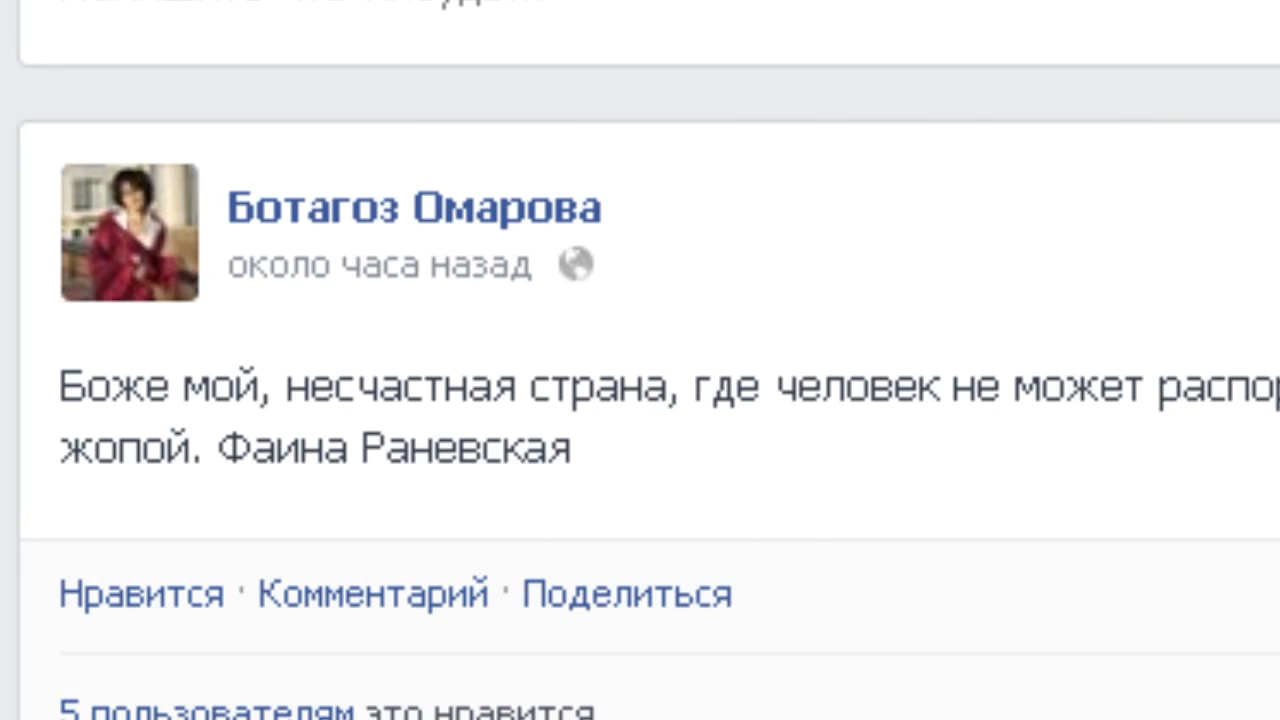 Ботагоз Омарова
около часа назад
Боже мой, несчастная страна, где человек не может
жопой. Фаина Раневская
Нравится · Комментарий · Поделиться
5 пользователям это нравится